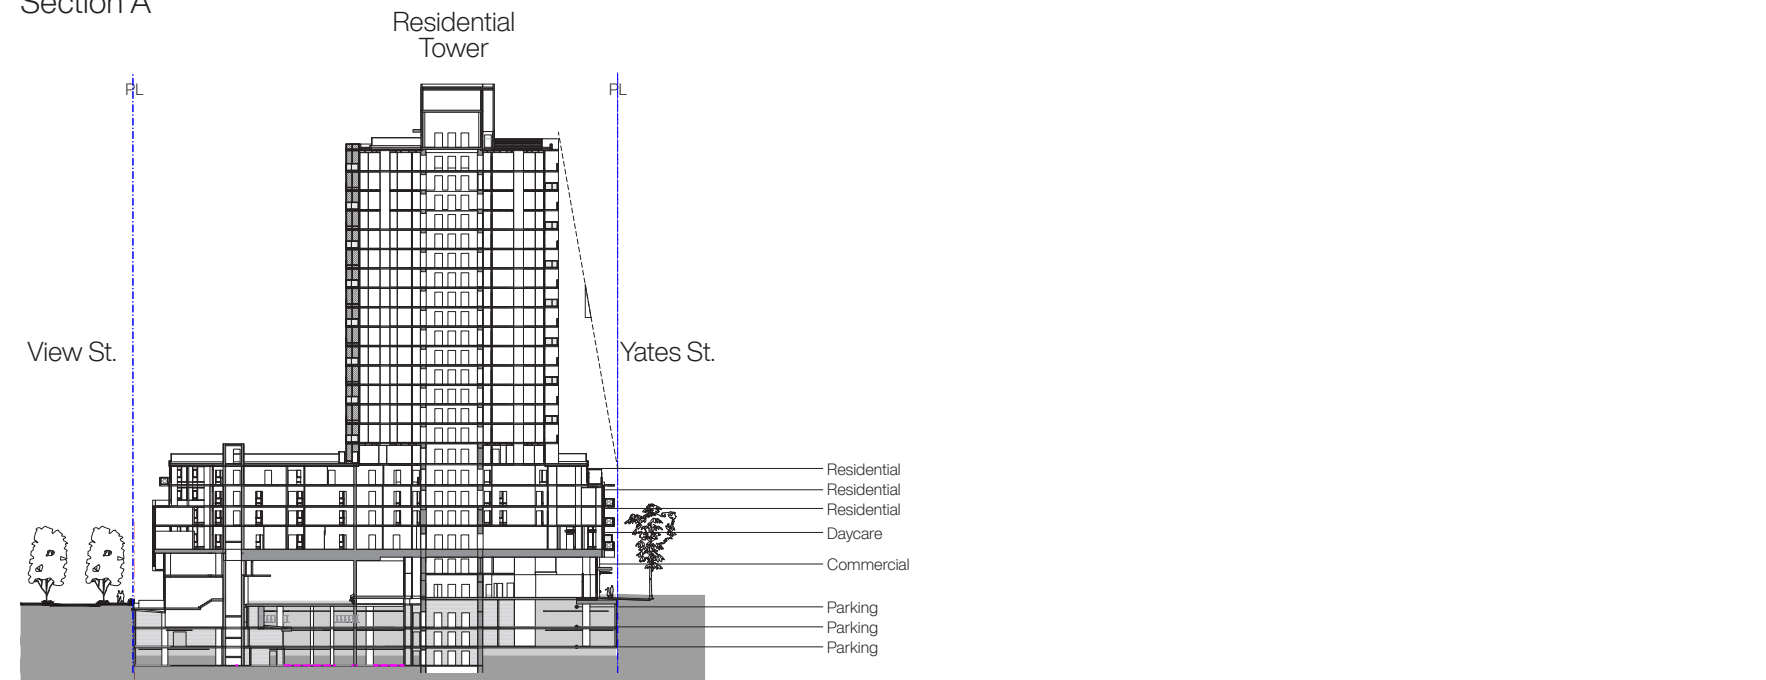 Section A
Residential
Tower
PL
PL
View St.
Yates St.
Residential
Residential
Residential
Daycare
Commercial
Parking
Parking
Parking